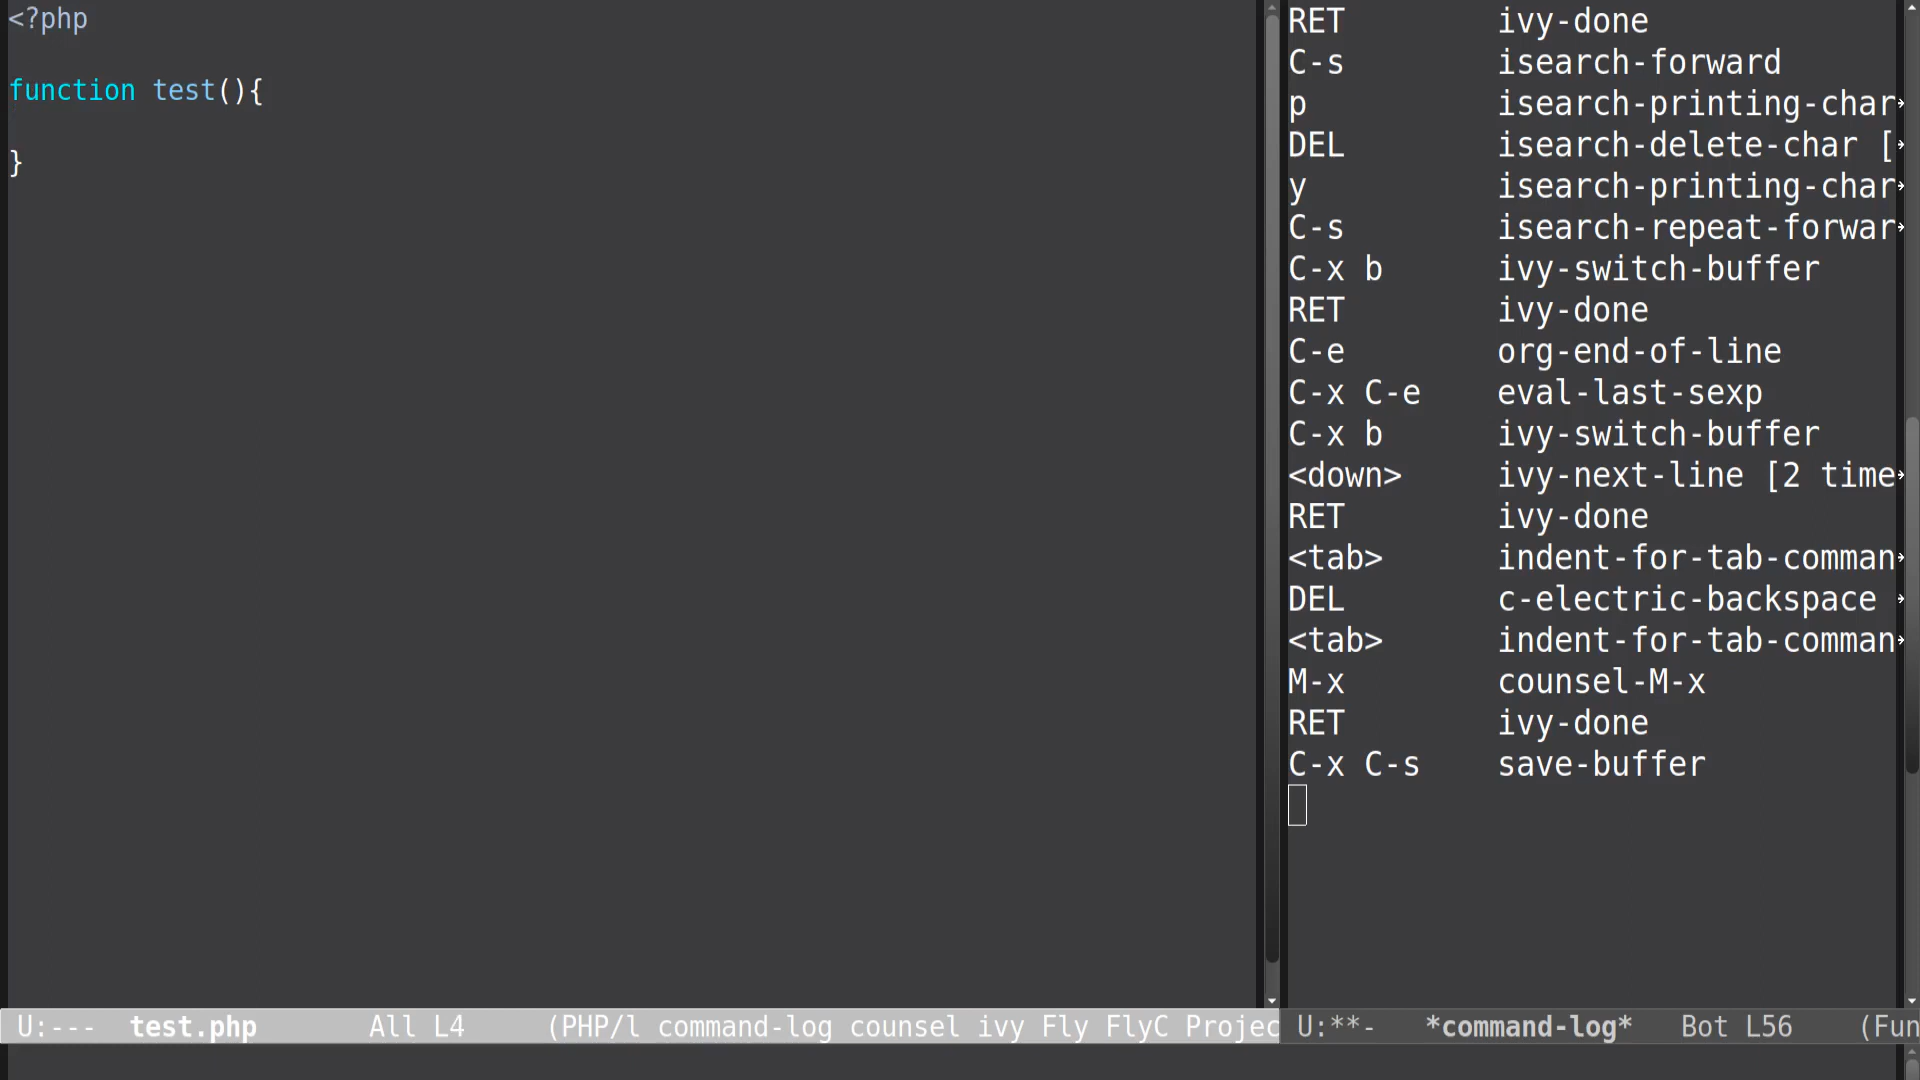 <?php
function test(){
}
U:---  test.php       All L4     (PHP/l command-log counsel ivy Fly FlyC Projec
RET        ivy-done
C-s        isearch-forward
p          isearch-printing-char
DEL        isearch-delete-char [
y          isearch-printing-char
C-s        isearch-repeat-forwar
C-x b      ivy-switch-buffer
RET        ivy-done
C-e        org-end-of-line
C-x C-e    eval-last-sexp
C-x b      ivy-switch-buffer
<down>     ivy-next-line [2 time
RET        ivy-done
<tab>      indent-for-tab-comman
DEL        c-electric-backspace
<tab>      indent-for-tab-comman
M-x        counsel-M-x
RET        ivy-done
C-x C-s    save-buffer
U:**-   *command-log*   Bot L56    (Fun